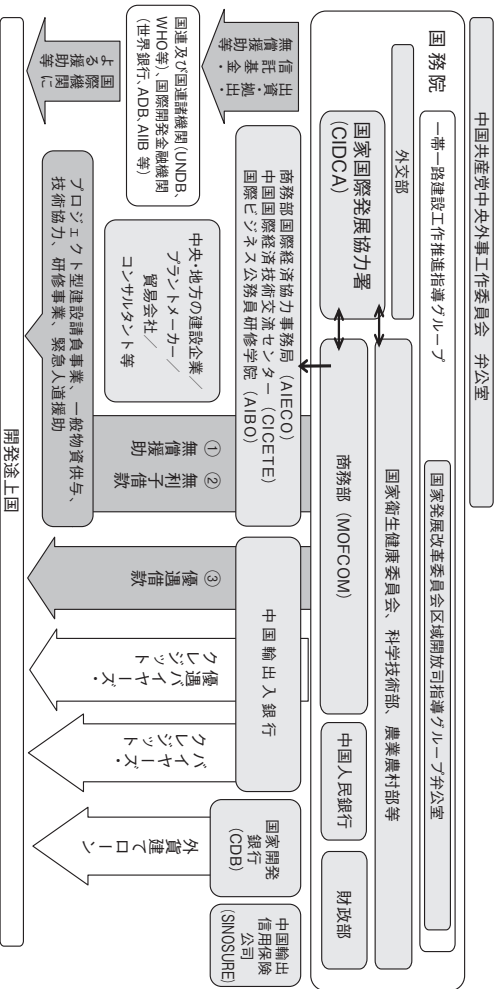 中国共産党中央外事工作委員会 弁公室
国務院
一帯一路建設工作推進指導グループ
国家発展改革委員会区域開放司指導グループ弁公室
外交部
国家衛生健康委員会、科学技術部、農業農村部等
国家国際発展協力署
(CIDCA)
商務部(MOFCOM)
中国人民銀行
財政部
無償援助
信託基金・
出資・拠出・
商務部国際経済協力事務局(AIECO)
中国国際経済技術交流センター(CICETE)
国際ビジネス公務員研修学院(AIBO)
中国輸出入銀行
国家開発
銀行
(CDB)
中国輸出
信用保険
公司
(SINOSURE)
国連及び国連諸機関(UNDB、
WHO等)、国際開発金融機関
(世界銀行、ADB、AIIB 等)
中央・地方の建設企業/
プラントメーカー/
貿易会社/
コンサルタント等
①
無償援助
②
無利子借款
③
優遇借款
優遇バイヤーズ・
クレジット
バイヤーズ・
クレジット
外貨建てローン
国際機関に
よる援助等
プロジェクト型建設請負事業、一般物資供与、
技術協力、研修事業、緊急人道援助
開発途上国